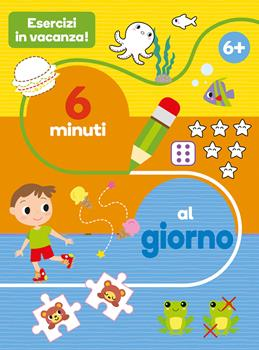 Esercizi
in vacanza!
6+
6
minuti
al
giorno